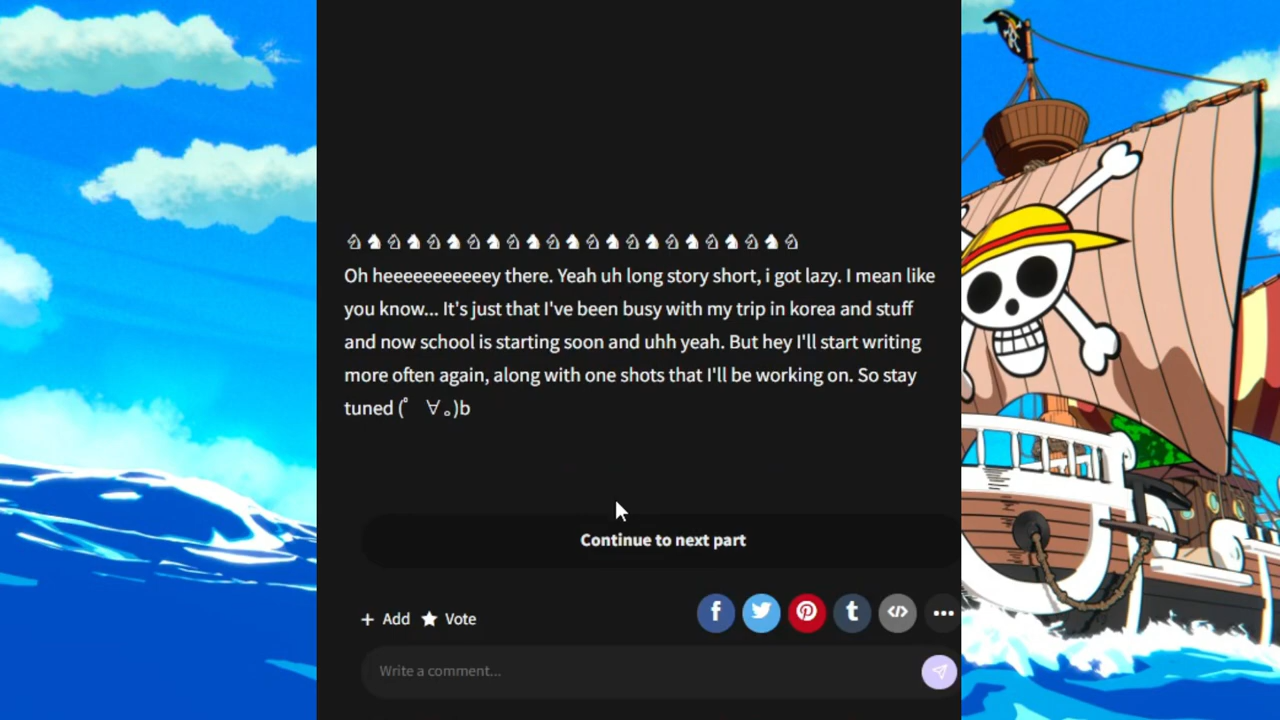 ♘♞♘♞♘♞♘♞♘♞♘♞♘♞♘♞♘♞♘♞♘♞♘
Oh heeeeeeeeeeey there. Yeah uh long story short, i got lazy. I mean like
you know... It's just that I've been busy with my trip in korea and stuff
and now school is starting soon and uhh yeah. But hey I'll start writing
more often again, along with one shots that I'll be working on. So stay
tuned (ﾟ ∀｡)b
Continue to next part
+ Add ★ Vote
Write a comment...